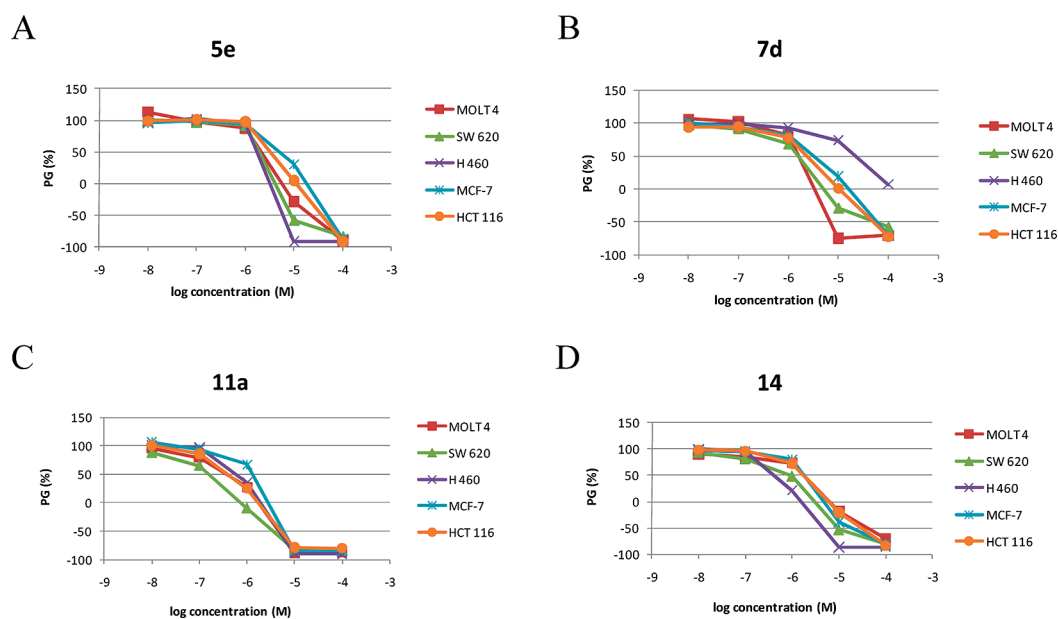 A
5e
PG (%)
150
100
50
0
-50
-100
-9 -8 -7 -6 -5 -4 -3
log concentration (M)
MOLT4
SW 620
H 460
MCF-7
HCT 116
B
7d
PG (%)
150
100
50
0
-50
-100
-9 -8 -7 -6 -5 -4 -3
log concentration (M)
MOLT4
SW 620
H 460
MCF-7
HCT 116
C
11a
PG (%)
150
100
50
0
-50
-100
-9 -8 -7 -6 -5 -4 -3
log concentration (M)
MOLT4
SW 620
H 460
MCF-7
HCT 116
D
14
PG (%)
150
100
50
0
-50
-100
-9 -8 -7 -6 -5 -4 -3
log concentration (M)
MOLT4
SW 620
H 460
MCF-7
HCT 116